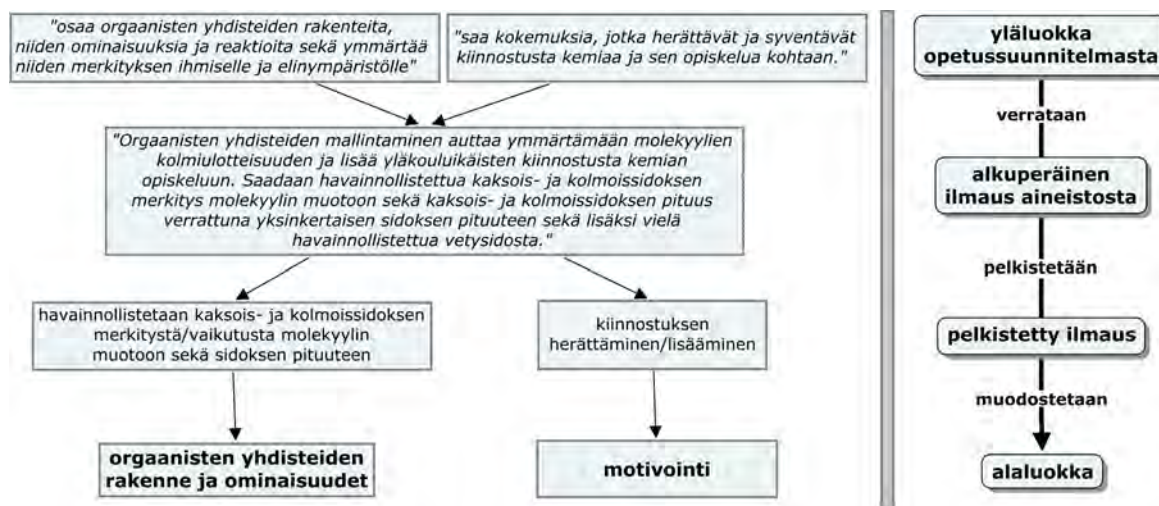 "osaa orgaanisten yhdisteiden rakenteita,
niiden ominaisuuksia ja reaktioita sekä ymmärtää
niiden merkityksen ihmiselle ja elinympäristölle"
"saa kokemuksia, jotka herättävät ja syventävät
kiinnostusta kemiaa ja sen opiskelua kohtaan."
"Orgaanisten yhdisteiden mallintaminen auttaa ymmärtämään molekyylien
kolmiulotteisuuden ja lisää yläkouluikäisten kiinnostusta kemian
opiskeluun. Saadaan havainnollistettua kaksois- ja kolmoissidoksen
merkitys molekyylin muotoon sekä kaksois- ja kolmoissidoksen pituus
verrattuna yksinkertaisen sidoksen pituuteen sekä lisäksi vielä
havainnollistettua vetysidosta."
havainnollistetaan kaksois- ja kolmoissidoksen
merkitystä/vaikutusta molekyylin
muotoon sekä sidoksen pituuteen
kiinnostuksen
herättäminen/lisääminen
orgaanisten yhdisteiden
rakenne ja ominaisuudet
motivointi
yläluokka
opetussuunnitelmasta
verrataan
alkuperäinen
ilmaus aineistosta
pelkistetään
pelkistetty ilmaus
muodostetaan
alaluokka